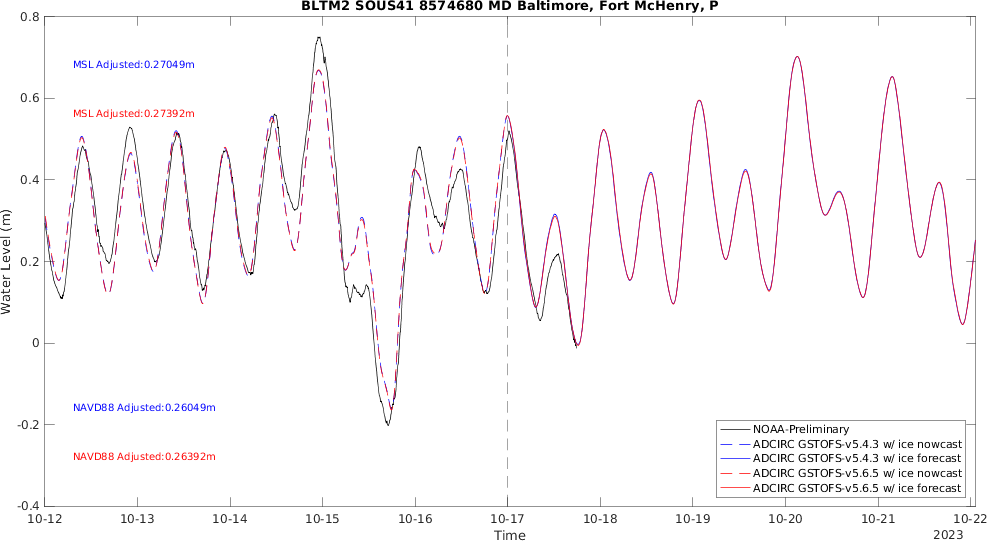 BLTM2 SOUS41 8574680 MD Baltimore, Fort McHenry, P
0.8
0.6
0.4
0.2
0
-0.2
-0.4
Water Level (m)
MSL Adjusted:0.27049m
MSL Adjusted:0.27392m
NAVD88 Adjusted:0.26049m
NAVD88 Adjusted:0.26392m
NOAA-Preliminary
ADCIRC GSTOFS-v5.4.3 w/ ice nowcast
ADCIRC GSTOFS-v5.4.3 w/ ice forecast
ADCIRC GSTOFS-v5.6.5 w/ ice nowcast
ADCIRC GSTOFS-v5.6.5 w/ ice forecast
10-12 10-13 10-14 10-15 10-16 10-17 10-18 10-19 10-20 10-21 10-22
Time
2023